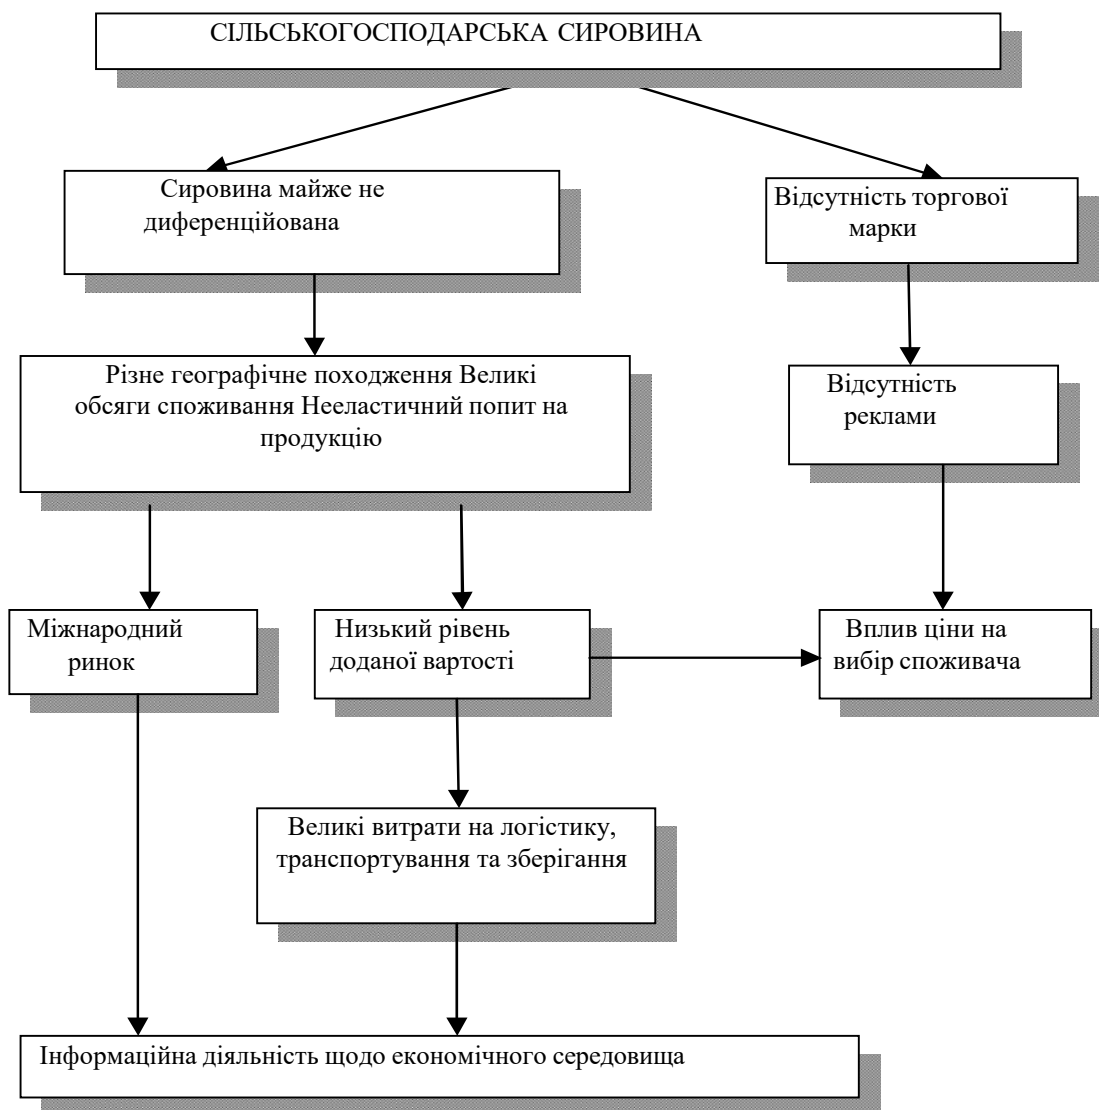 СІЛЬСЬКОГОСПОДАРСЬКА СИРОВИНА
Сировина майже не
диференційована
Відсутність торгової
марки
Різне географічне походження Великі
обсяги споживання Нееластичний попит на
продукцію
Відсутність
реклами
Міжнародний
ринок
Низький рівень
доданої вартості
Вплив ціни на
вибір споживача
Великі витрати на логістику,
транспортування та зберігання
Інформаційна діяльність щодо економічного середовища